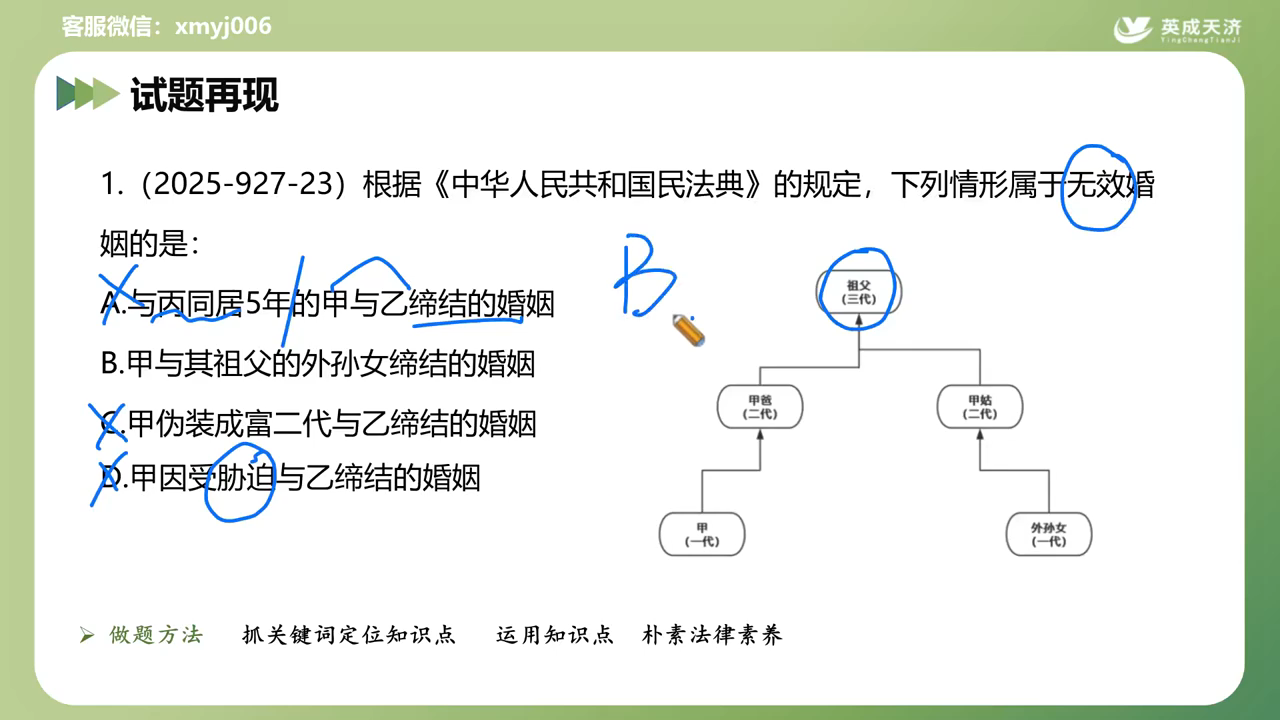 客服微信：xmyj006
英成天济
YingChengTianJi
试题再现
1.（2025-927-23）根据《中华人民共和国民法典》的规定，下列情形属于无效婚
姻的是：
A.与丙同居5年的甲与乙缔结的婚姻
B.甲与其祖父的外孙女缔结的婚姻
C.甲伪装成富二代与乙缔结的婚姻
D.甲因受胁迫与乙缔结的婚姻
B.
祖父
（三代）
甲爸
（二代）
甲姑
（二代）
甲
（一代）
外孙女
（一代）
做题方法 抓关键词定位知识点 运用知识点 朴素法律素养